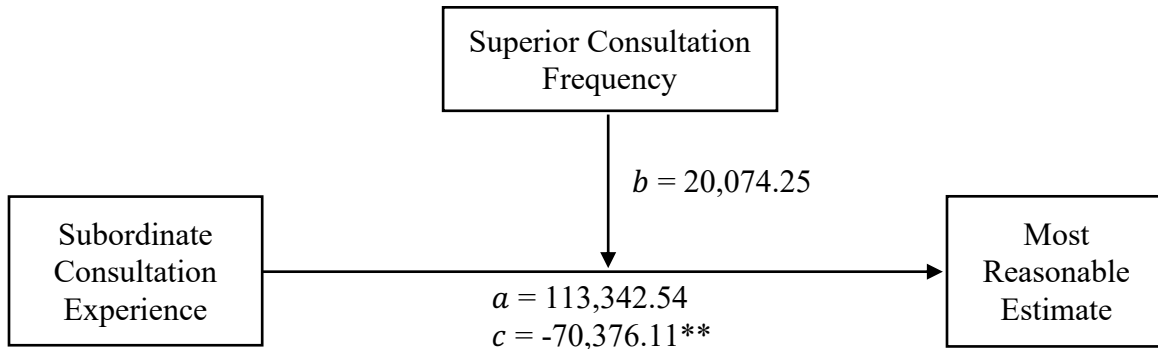 Superior Consultation
Frequency
b = 20,074.25
Subordinate
Consultation
Experience
a = 113,342.54
c = -70,376.11**
Most
Reasonable
Estimate